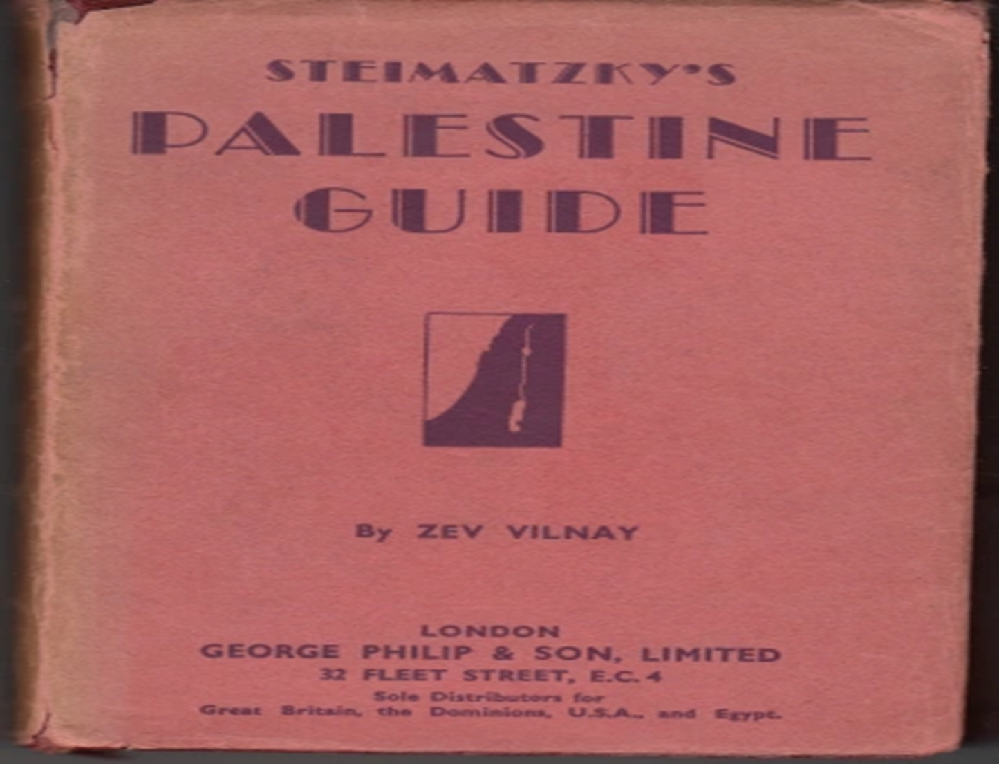 STEIMATZKY'S
PALESTINE
GUIDE
By ZEV VILNAY
LONDON
GEORGE PHILIP & SON, LIMITED
32 FLEET STREET, E.C. 4
Sole Distributors for
Great Britain, the Dominions, U.S.A., and Egypt.